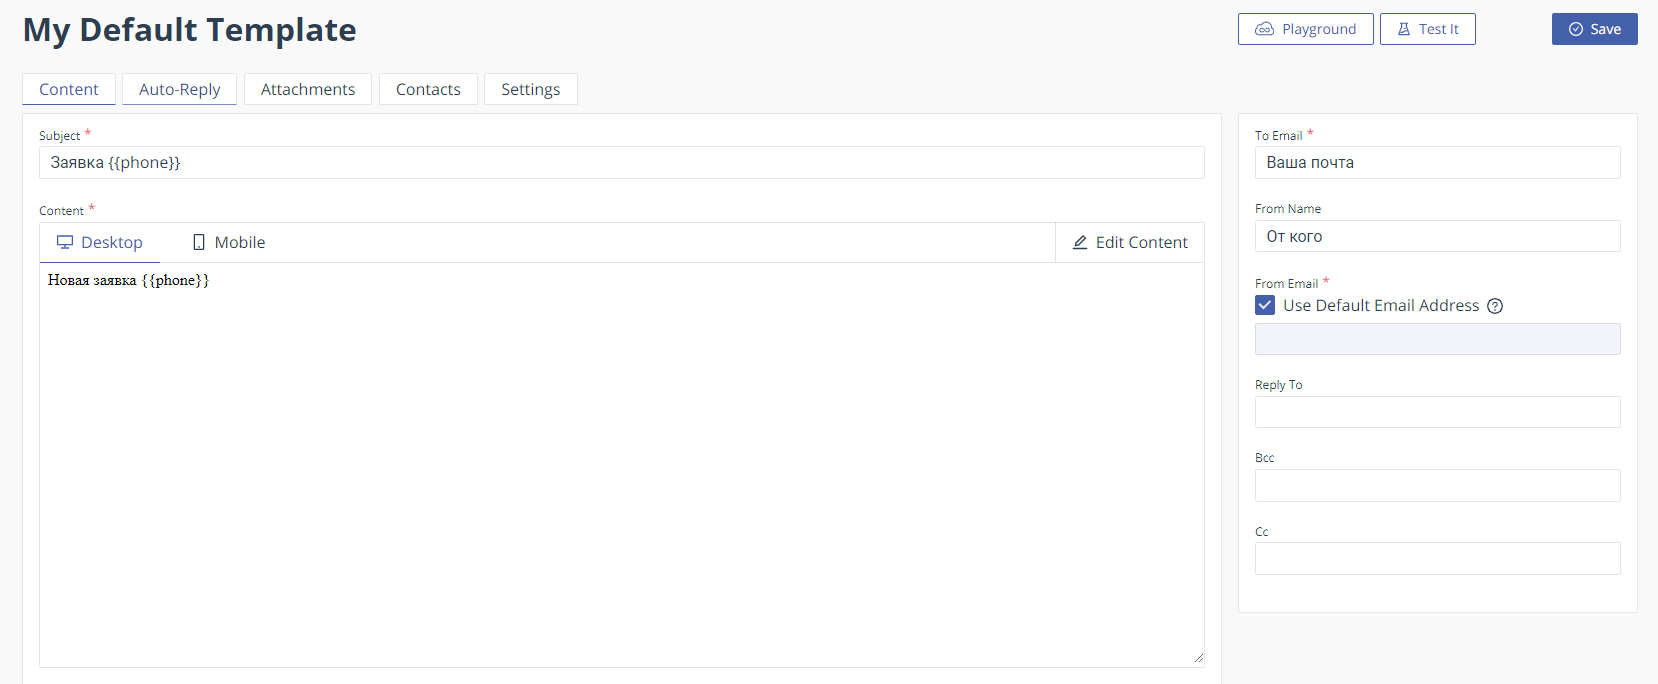 My Default Template
Playground
Test It
Save
Content
Auto-Reply
Attachments
Contacts
Settings
Subject *
Заявка {{phone}}
Content *
Desktop
Mobile
Edit Content
Новая заявка {{phone}}
To Email *
Ваша почта
From Name
От кого
From Email *
Use Default Email Address
Reply To
Bcc
Cc